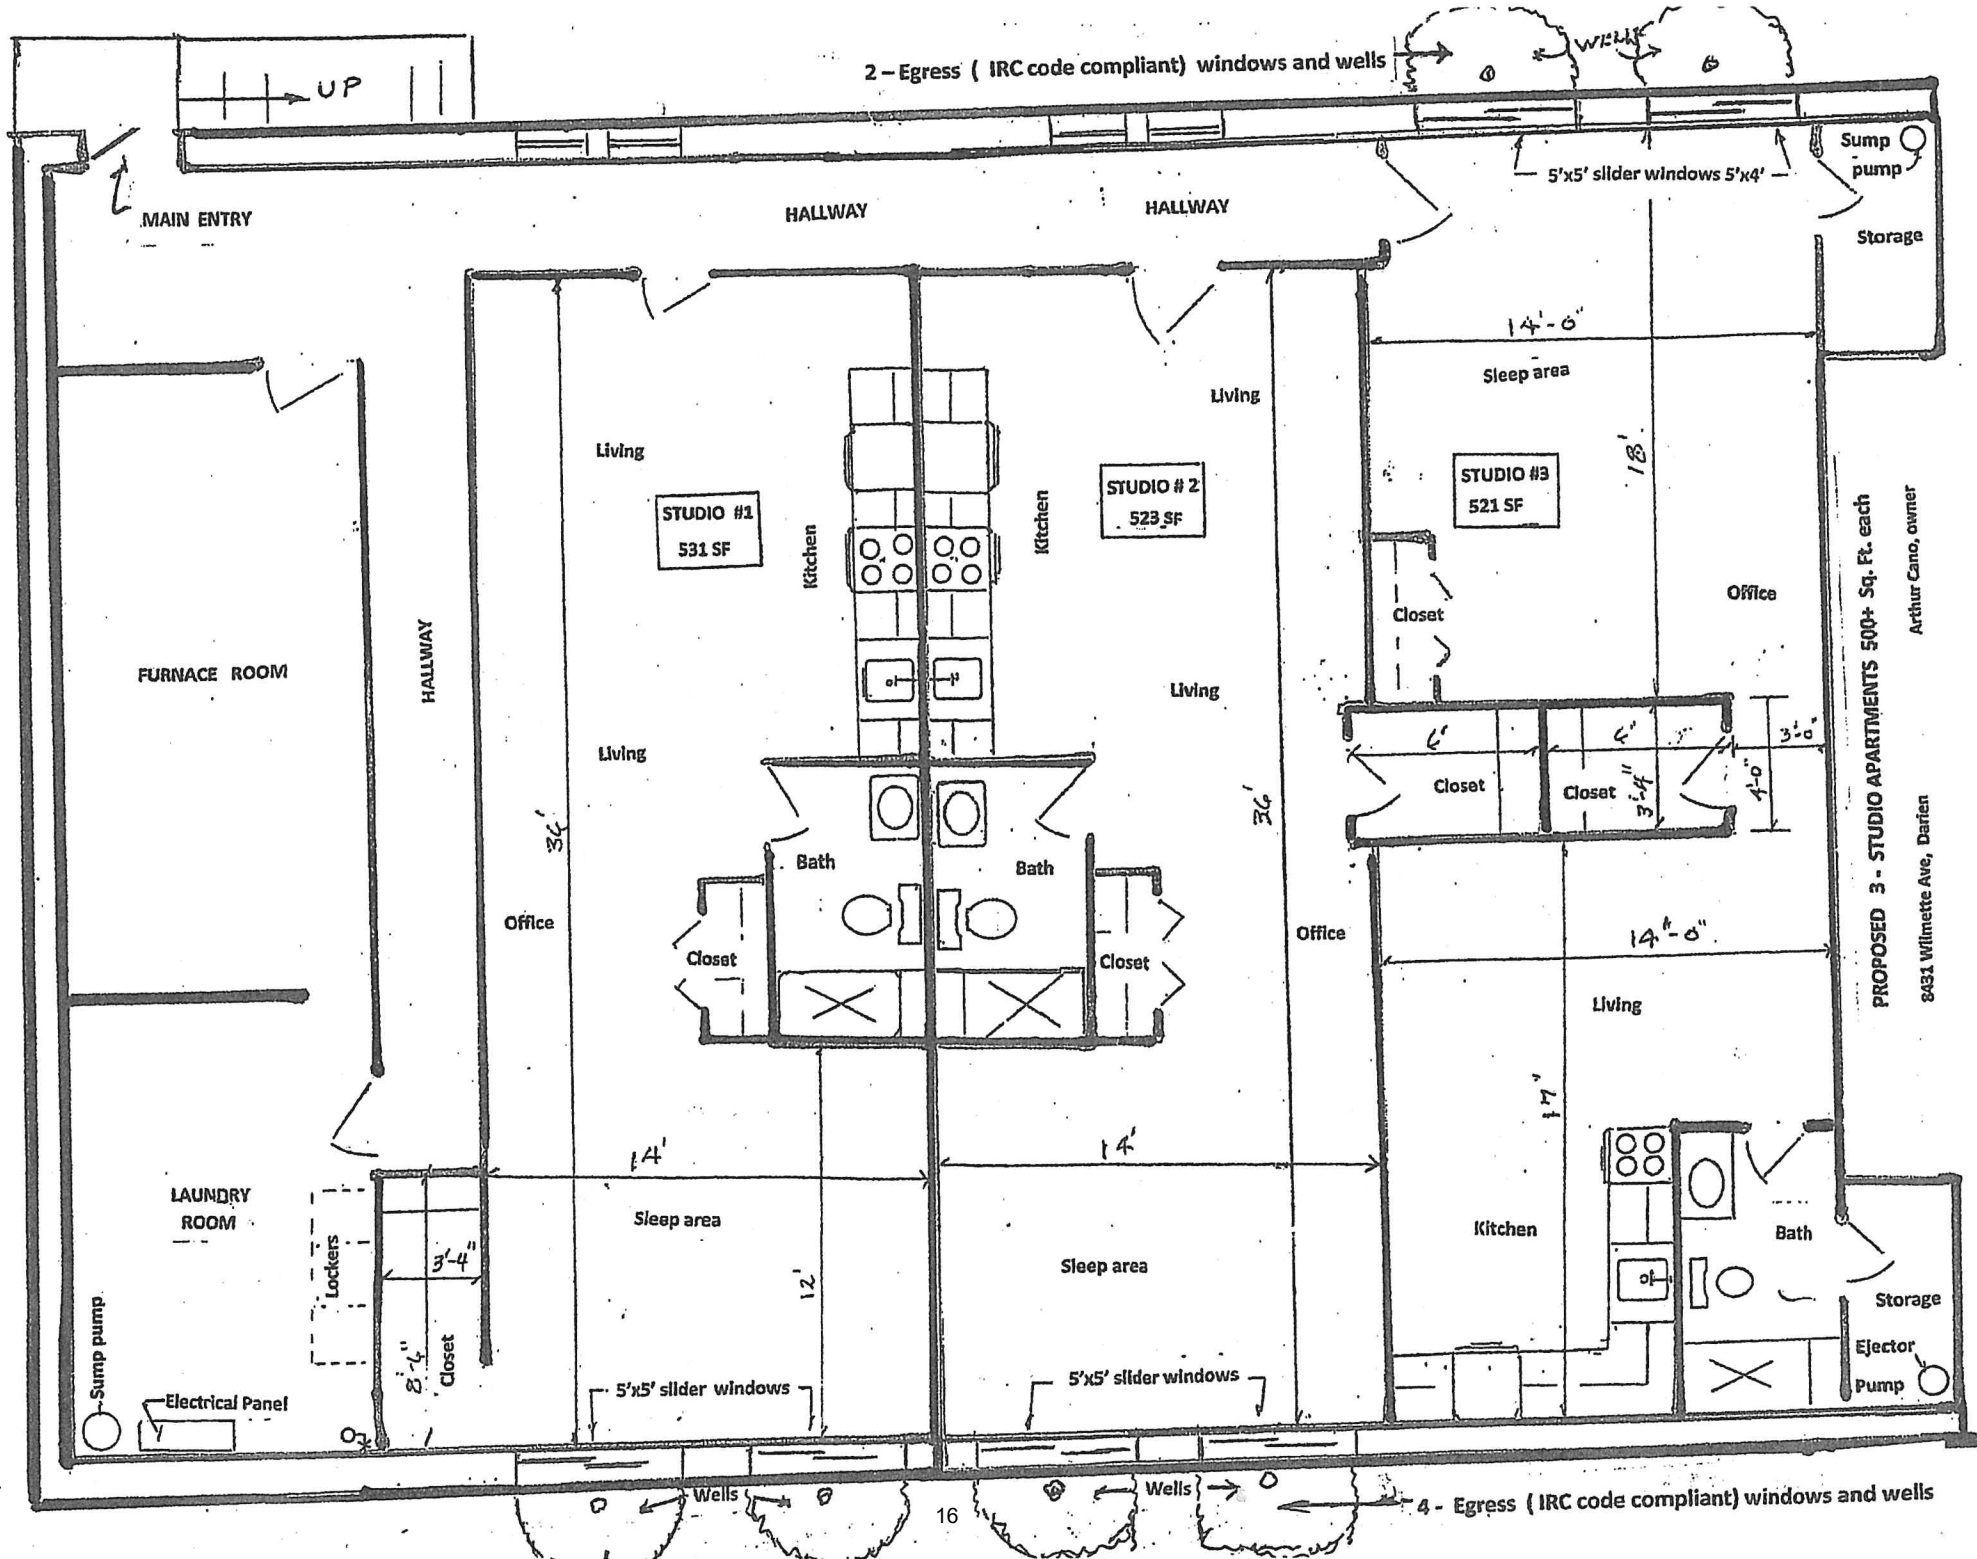 2 – Egress ( IRC code compliant) windows and wells
WELLS
UP
MAIN ENTRY
HALLWAY
HALLWAY
5'x5' slider windows 5'x4'
Sump
pump
Storage
14'-0"
Sleep area
18'
Living
Living
STUDIO #1
531 SF
Kitchen
Kitchen
STUDIO # 2
523 SF
STUDIO #3
521 SF
Closet
Office
FURNACE ROOM
HALLWAY
Living
Living
36'
36'
6'
6'
3'-0"
Closet
Closet
3'-4"
4'-0"
Bath
Bath
Office
Closet
Closet
Office
14"-0"
Living
17"
PROPOSED 3 - STUDIO APARTMENTS 500+ Sq. Ft. each
8431 Wilmette Ave, Darien
Arthur Cano, owner
14'
14'
LAUNDRY
ROOM
Lockers
3'-4"
8'-6"
Closet
Sleep area
12'
Sleep area
Kitchen
Bath
Storage
Ejector
Pump
Sump pump
Electrical Panel
5'x5' slider windows
5'x5' slider windows
Wells
16
Wells
4 - Egress ( IRC code compliant) windows and wells